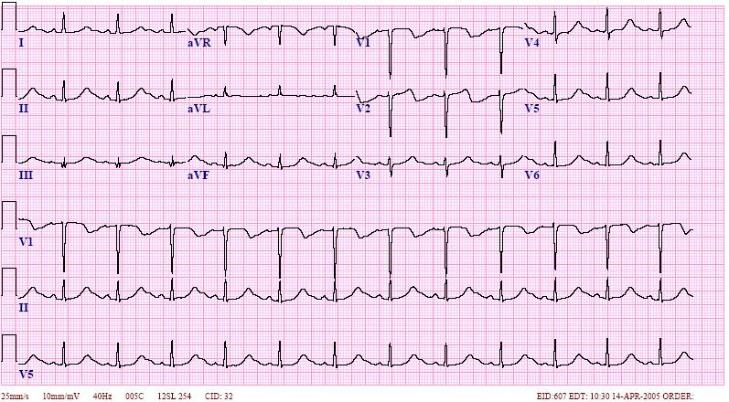 I aVR V1 V4
II aVL V2 V5
III aVF V3 V6
V1
II
V5
25mm/s 10mm/mV 40Hz 005C 12SL 254 CID: 32 EID:607 EDT: 10:30 14-APR-2005 ORDER: